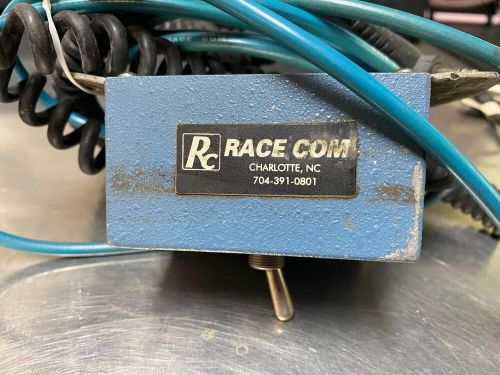 Rc RACE COM
CHARLOTTE, NC
704-391-0801